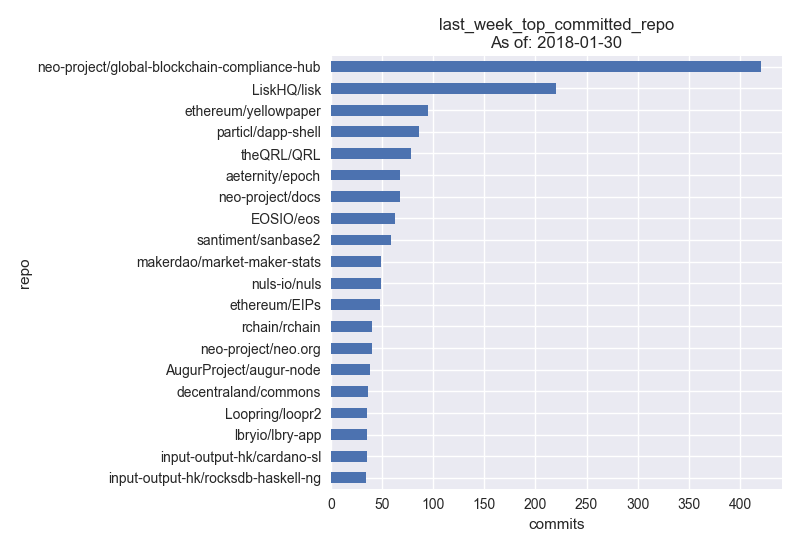 last_week_top_committed_repo
As of: 2018-01-30
repo
neo-project/global-blockchain-compliance-hub
LiskHQ/lisk
ethereum/yellowpaper
particl/dapp-shell
theQRL/QRL
aeternity/epoch
neo-project/docs
EOSIO/eos
santiment/sanbase2
makerdao/market-maker-stats
nuls-io/nuls
ethereum/EIPs
rchain/rchain
neo-project/neo.org
AugurProject/augur-node
decentraland/commons
Loopring/loopr2
lbryio/lbry-app
input-output-hk/cardano-sl
input-output-hk/rocksdb-haskell-ng
0 50 100 150 200 250 300 350 400
commits